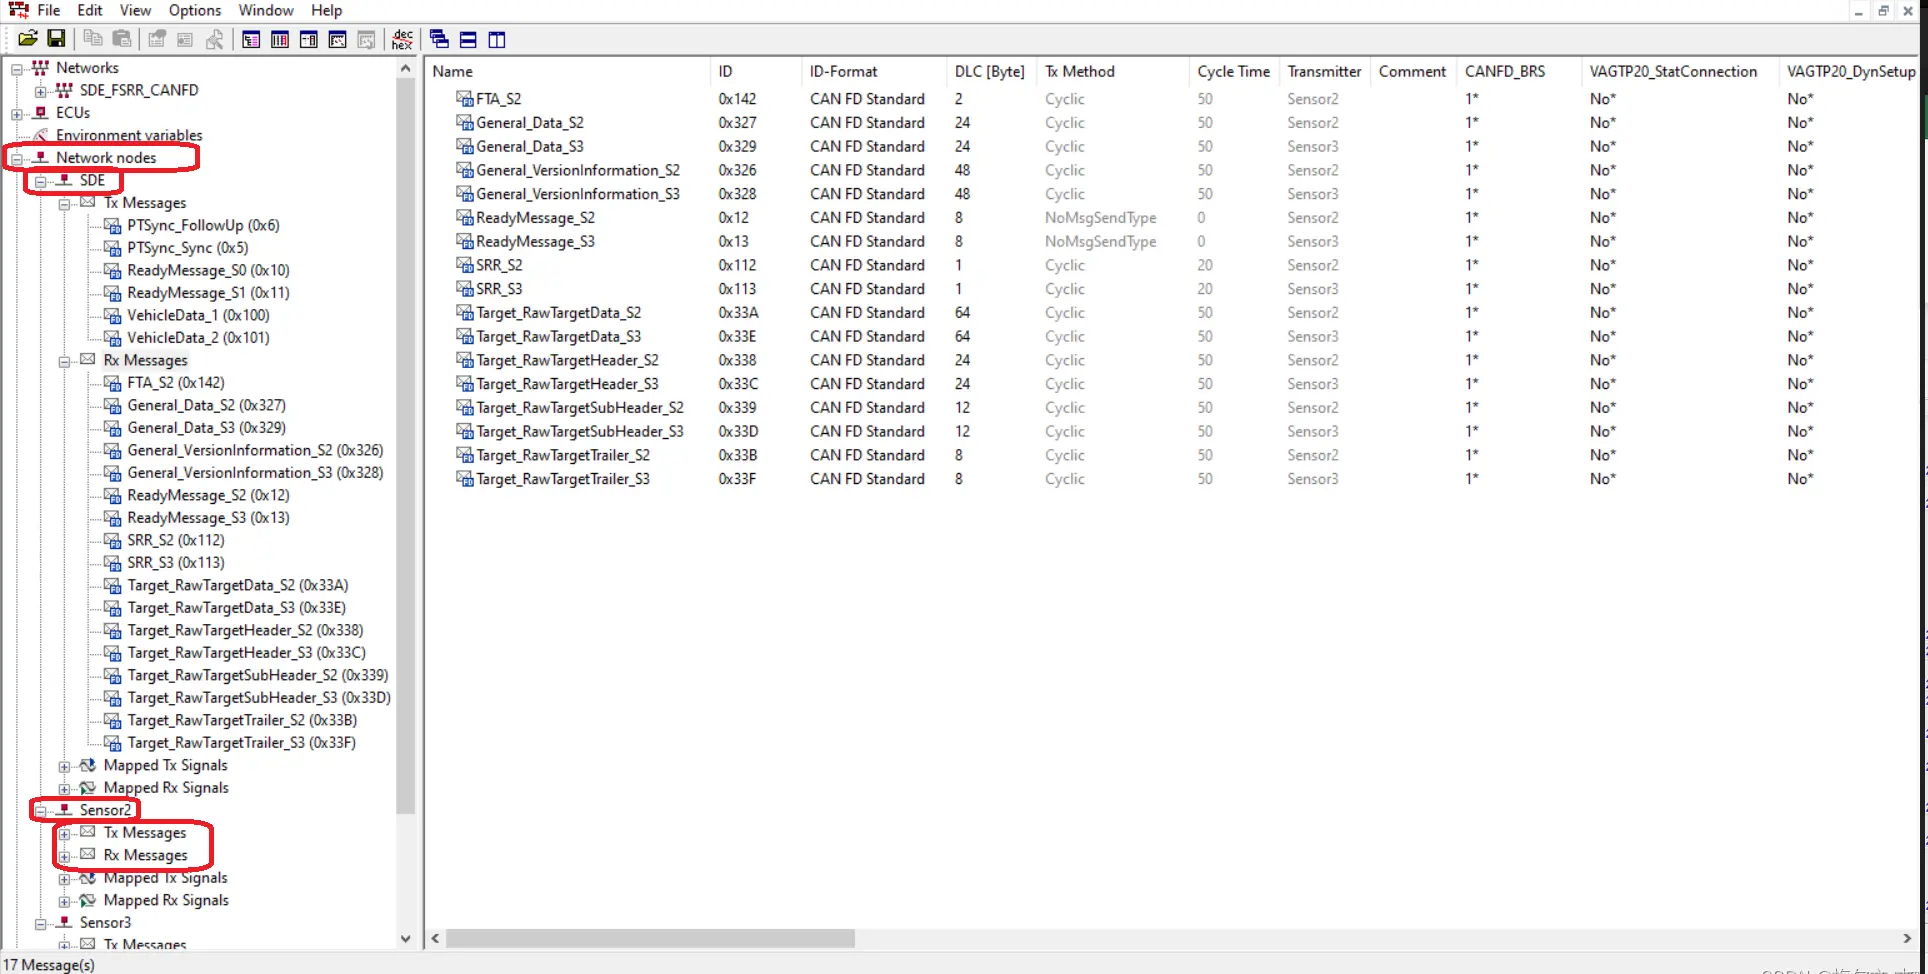 File Edit View Options Window Help
dec
hex
Networks
SDE_FSRR_CANFD
ECUs
Environment variables
Network nodes
SDE
Tx Messages
PTSync_FollowUp (0x6)
PTSync_Sync (0x5)
ReadyMessage_S0 (0x10)
ReadyMessage_S1 (0x11)
VehicleData_1 (0x100)
VehicleData_2 (0x101)
Rx Messages
FTA_S2 (0x142)
General_Data_S2 (0x327)
General_Data_S3 (0x329)
General_VersionInformation_S2 (0x326)
General_VersionInformation_S3 (0x328)
ReadyMessage_S2 (0x12)
ReadyMessage_S3 (0x13)
SRR_S2 (0x112)
SRR_S3 (0x113)
Target_RawTargetData_S2 (0x33A)
Target_RawTargetData_S3 (0x33E)
Target_RawTargetHeader_S2 (0x338)
Target_RawTargetHeader_S3 (0x33C)
Target_RawTargetSubHeader_S2 (0x339)
Target_RawTargetSubHeader_S3 (0x33D)
Target_RawTargetTrailer_S2 (0x33B)
Target_RawTargetTrailer_S3 (0x33F)
Mapped Tx Signals
Mapped Rx Signals
Sensor2
Tx Messages
Rx Messages
Mapped Tx Signals
Mapped Rx Signals
Sensor3
Tx Messages
Name ID ID-Format DLC [Byte] Tx Method Cycle Time Transmitter Comment CANFD_BRS VAGTP20_StatConnection VAGTP20_DynSetup
FTA_S2 0x142 CAN FD Standard 2 Cyclic 50 Sensor2 1* No* No*
General_Data_S2 0x327 CAN FD Standard 24 Cyclic 50 Sensor2 1* No* No*
General_Data_S3 0x329 CAN FD Standard 24 Cyclic 50 Sensor3 1* No* No*
General_VersionInformation_S2 0x326 CAN FD Standard 48 Cyclic 50 Sensor2 1* No* No*
General_VersionInformation_S3 0x328 CAN FD Standard 48 Cyclic 50 Sensor3 1* No* No*
ReadyMessage_S2 0x12 CAN FD Standard 8 NoMsgSendType 0 Sensor2 1* No* No*
ReadyMessage_S3 0x13 CAN FD Standard 8 NoMsgSendType 0 Sensor3 1* No* No*
SRR_S2 0x112 CAN FD Standard 1 Cyclic 20 Sensor2 1* No* No*
SRR_S3 0x113 CAN FD Standard 1 Cyclic 20 Sensor3 1* No* No*
Target_RawTargetData_S2 0x33A CAN FD Standard 64 Cyclic 50 Sensor2 1* No* No*
Target_RawTargetData_S3 0x33E CAN FD Standard 64 Cyclic 50 Sensor3 1* No* No*
Target_RawTargetHeader_S2 0x338 CAN FD Standard 24 Cyclic 50 Sensor2 1* No* No*
Target_RawTargetHeader_S3 0x33C CAN FD Standard 24 Cyclic 50 Sensor3 1* No* No*
Target_RawTargetSubHeader_S2 0x339 CAN FD Standard 12 Cyclic 50 Sensor2 1* No* No*
Target_RawTargetSubHeader_S3 0x33D CAN FD Standard 12 Cyclic 50 Sensor3 1* No* No*
Target_RawTargetTrailer_S2 0x33B CAN FD Standard 8 Cyclic 50 Sensor2 1* No* No*
Target_RawTargetTrailer_S3 0x33F CAN FD Standard 8 Cyclic 50 Sensor3 1* No* No*
17 Message(s)